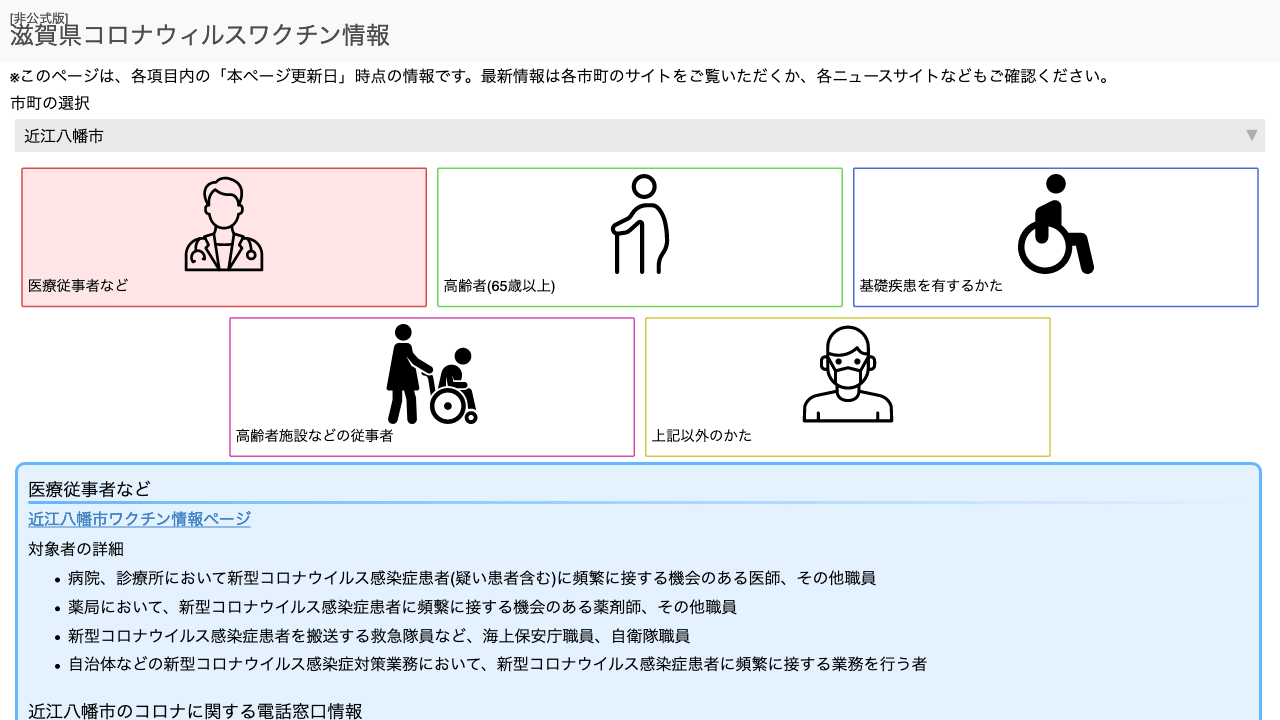 [非公式版]
滋賀県コロナウィルスワクチン情報
※このページは、各項目内の「本ページ更新日」時点の情報です。最新情報は各市町のサイトをご覧いただくか、各ニュースサイトなどもご確認ください。
市町の選択
近江八幡市 ▼
医療従事者など
高齢者(65歳以上)
基礎疾患を有するかた
高齢者施設などの従事者
上記以外のかた
医療従事者など
近江八幡市ワクチン情報ページ
対象者の詳細
• 病院、診療所において新型コロナウイルス感染症患者(疑い患者含む)に頻繁に接する機会のある医師、その他職員
• 薬局において、新型コロナウイルス感染症患者に頻繫に接する機会のある薬剤師、その他職員
• 新型コロナウイルス感染症患者を搬送する救急隊員など、海上保安庁職員、自衛隊職員
• 自治体などの新型コロナウイルス感染症対策業務において、新型コロナウイルス感染症患者に頻繁に接する業務を行う者
近江八幡市のコロナに関する電話窓口情報